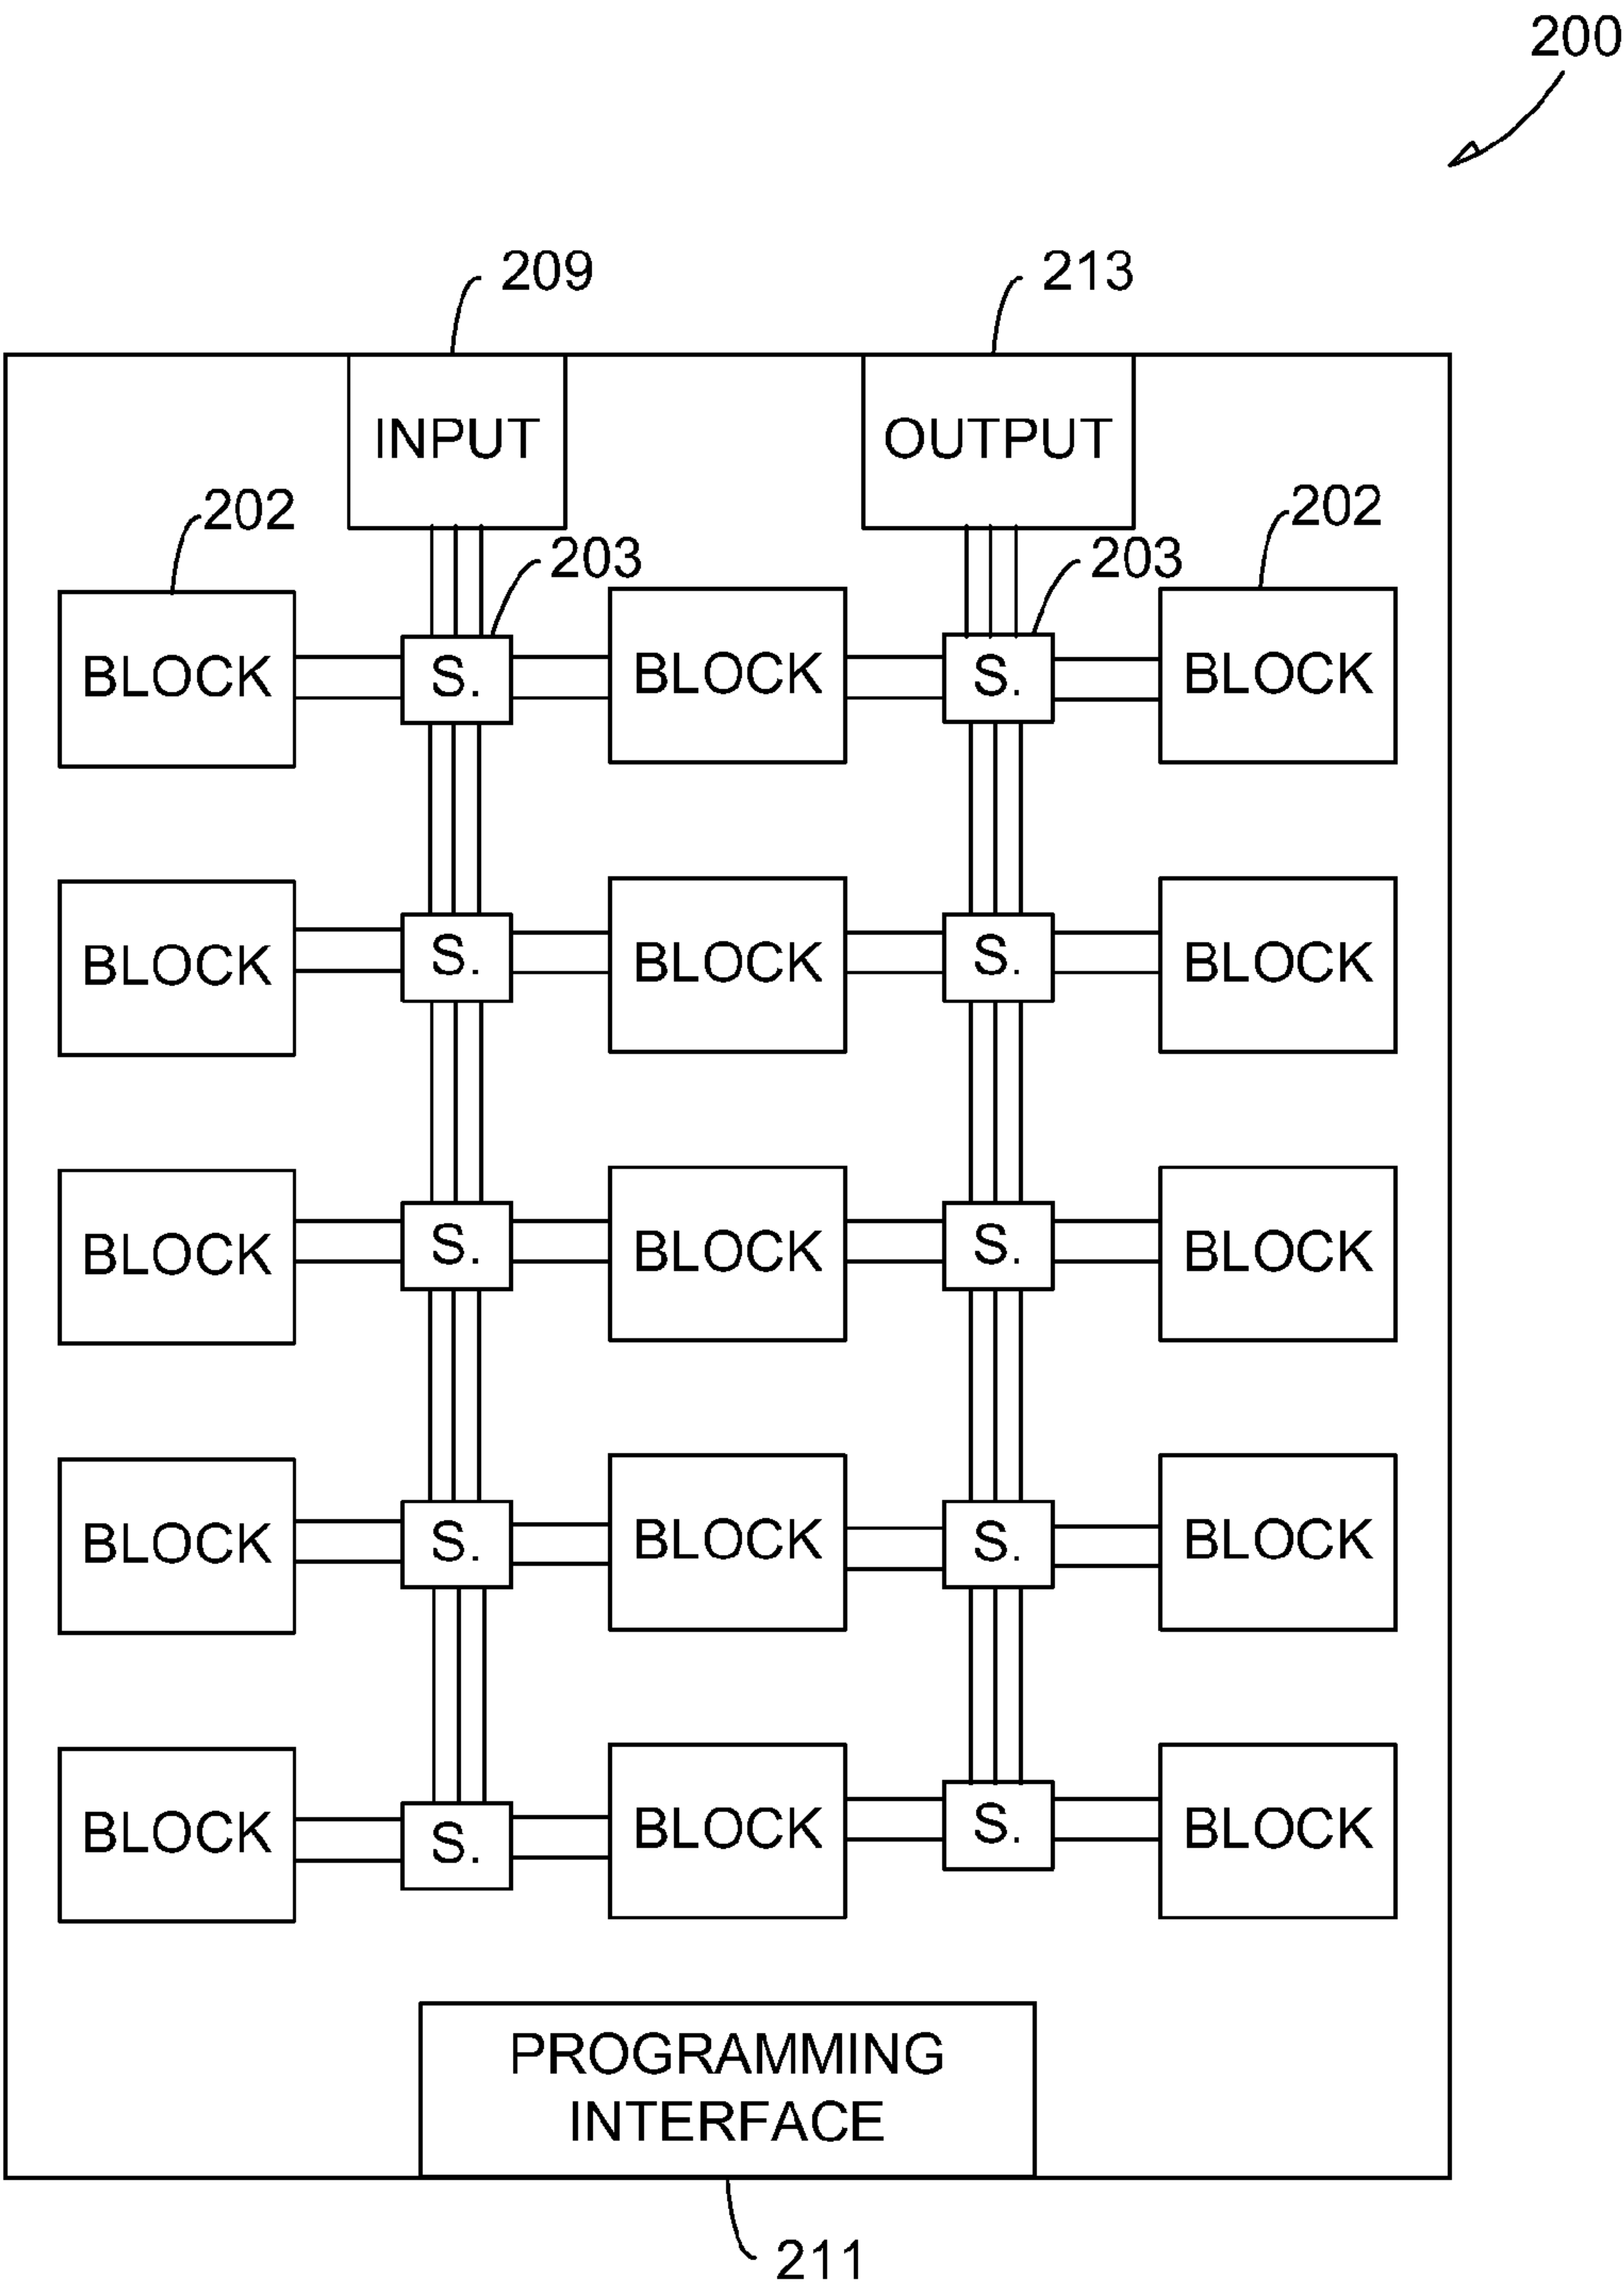 200
209
213
INPUT
OUTPUT
202
202
203
203
BLOCK
S.
BLOCK
S.
BLOCK
BLOCK
S.
BLOCK
S.
BLOCK
BLOCK
S.
BLOCK
S.
BLOCK
BLOCK
S.
BLOCK
S.
BLOCK
BLOCK
S.
BLOCK
S.
BLOCK
PROGRAMMING
INTERFACE
211